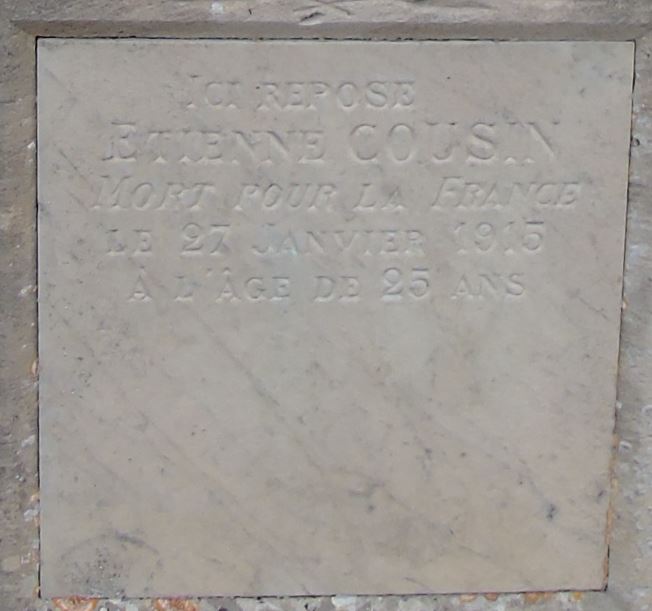 ICI REPOSE
ETIENNE COUSIN
MORT POUR LA FRANCE
LE 27 JANVIER 1915
À L'ÂGE DE 25 ANS